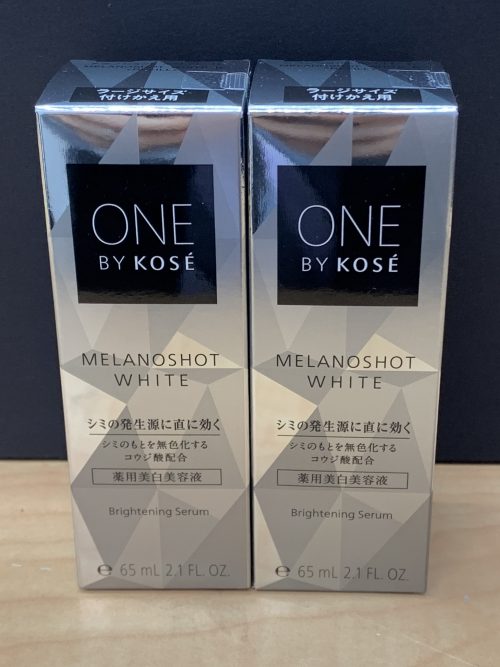 ラージサイズ
付けかえ用
ONE
BY KOSÉ
MELANOSHOT
WHITE
シミの発生源に直に効く
シミのもとを無色化する
コウジ酸配合
薬用美白美容液
Brightening Serum
℮ 65 mL 2.1 FL. OZ.
ラージサイズ
付けかえ用
ONE
BY KOSÉ
MELANOSHOT
WHITE
シミの発生源に直に効く
シミのもとを無色化する
コウジ酸配合
薬用美白美容液
Brightening Serum
℮ 65 mL 2.1 FL. OZ.